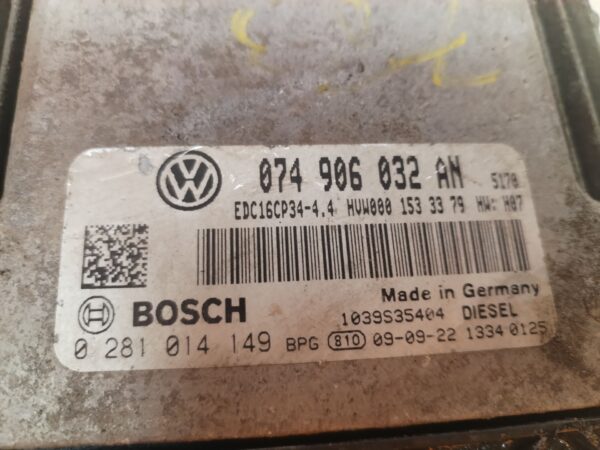 074 906 032 AN 5170
EDC16CP34-4.4 HVW000 153 33 79 HW: H07
BOSCH
Made in Germany
1039S35404 DIESEL
0 281 014 149 BPG 810 09-09-22 1334 0125